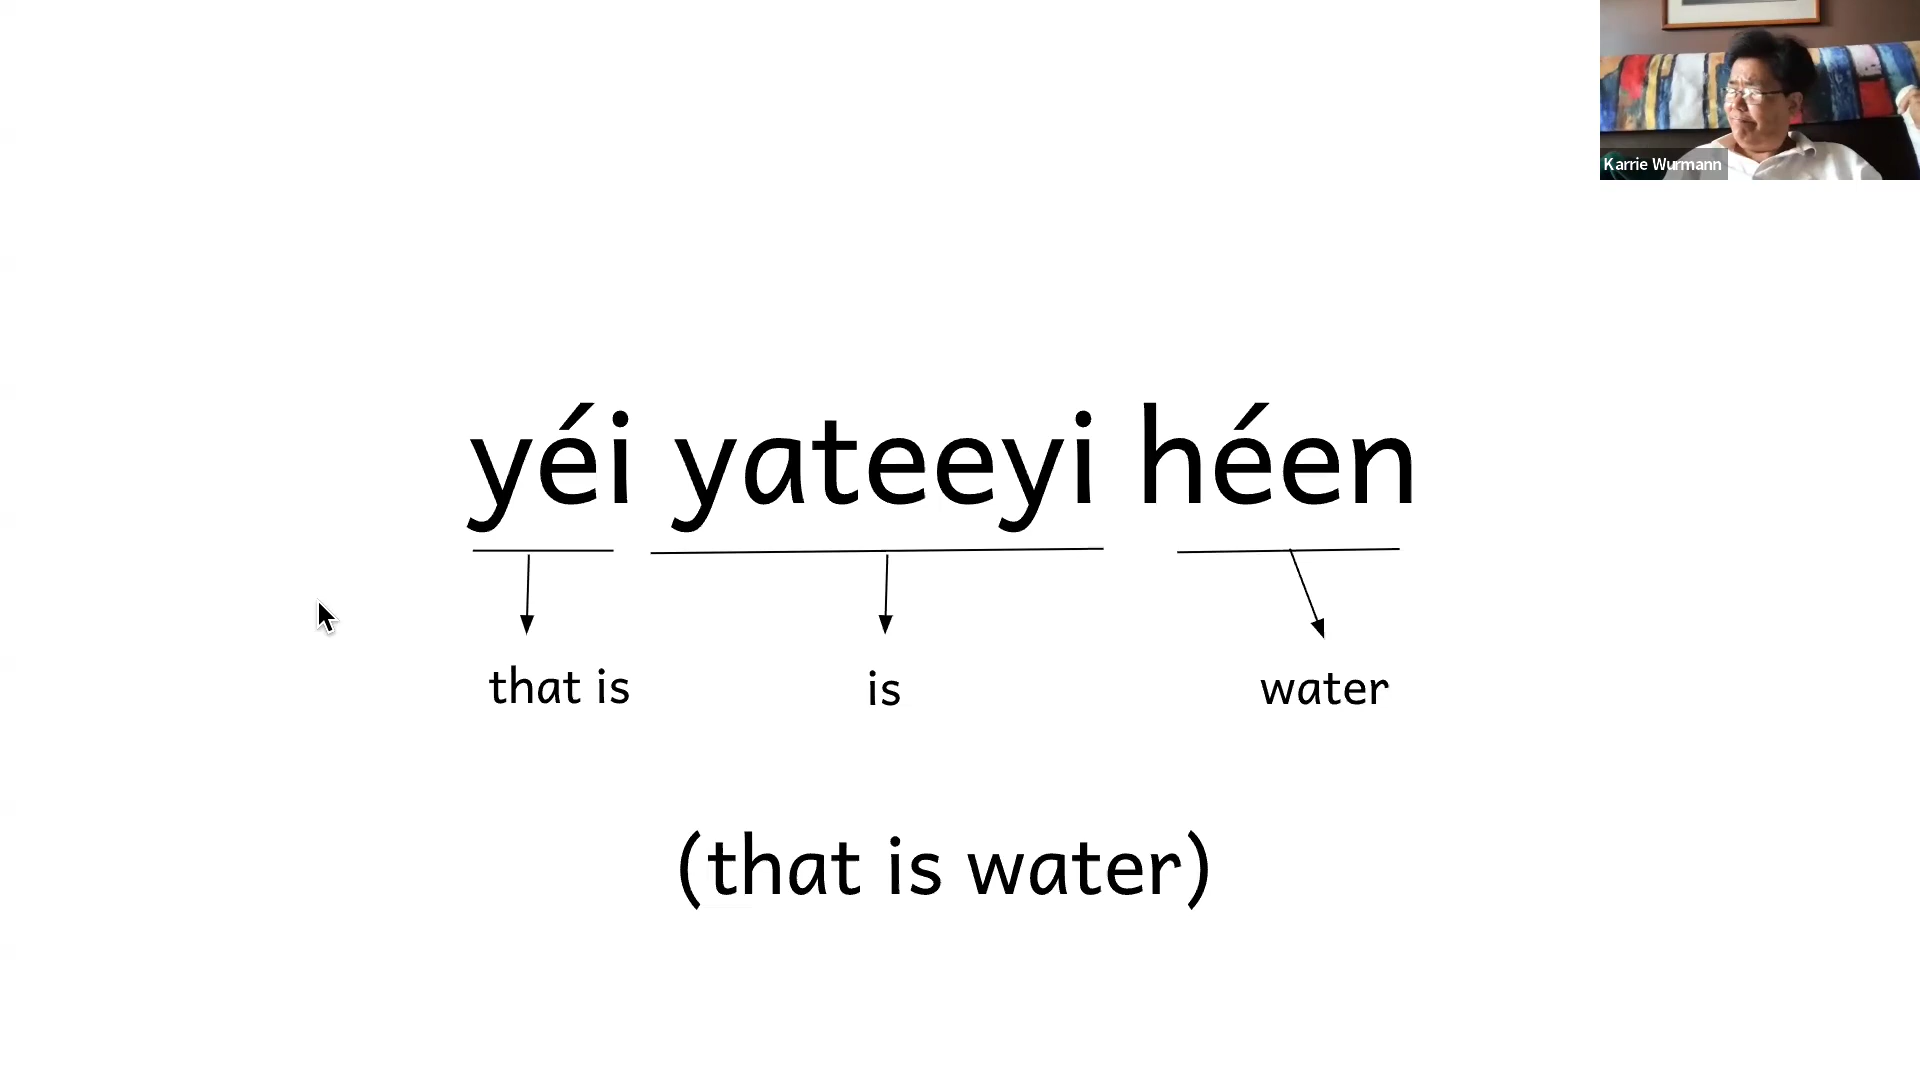 Karrie Wurmann
yéi yateeyi héen
that is is water
(that is water)